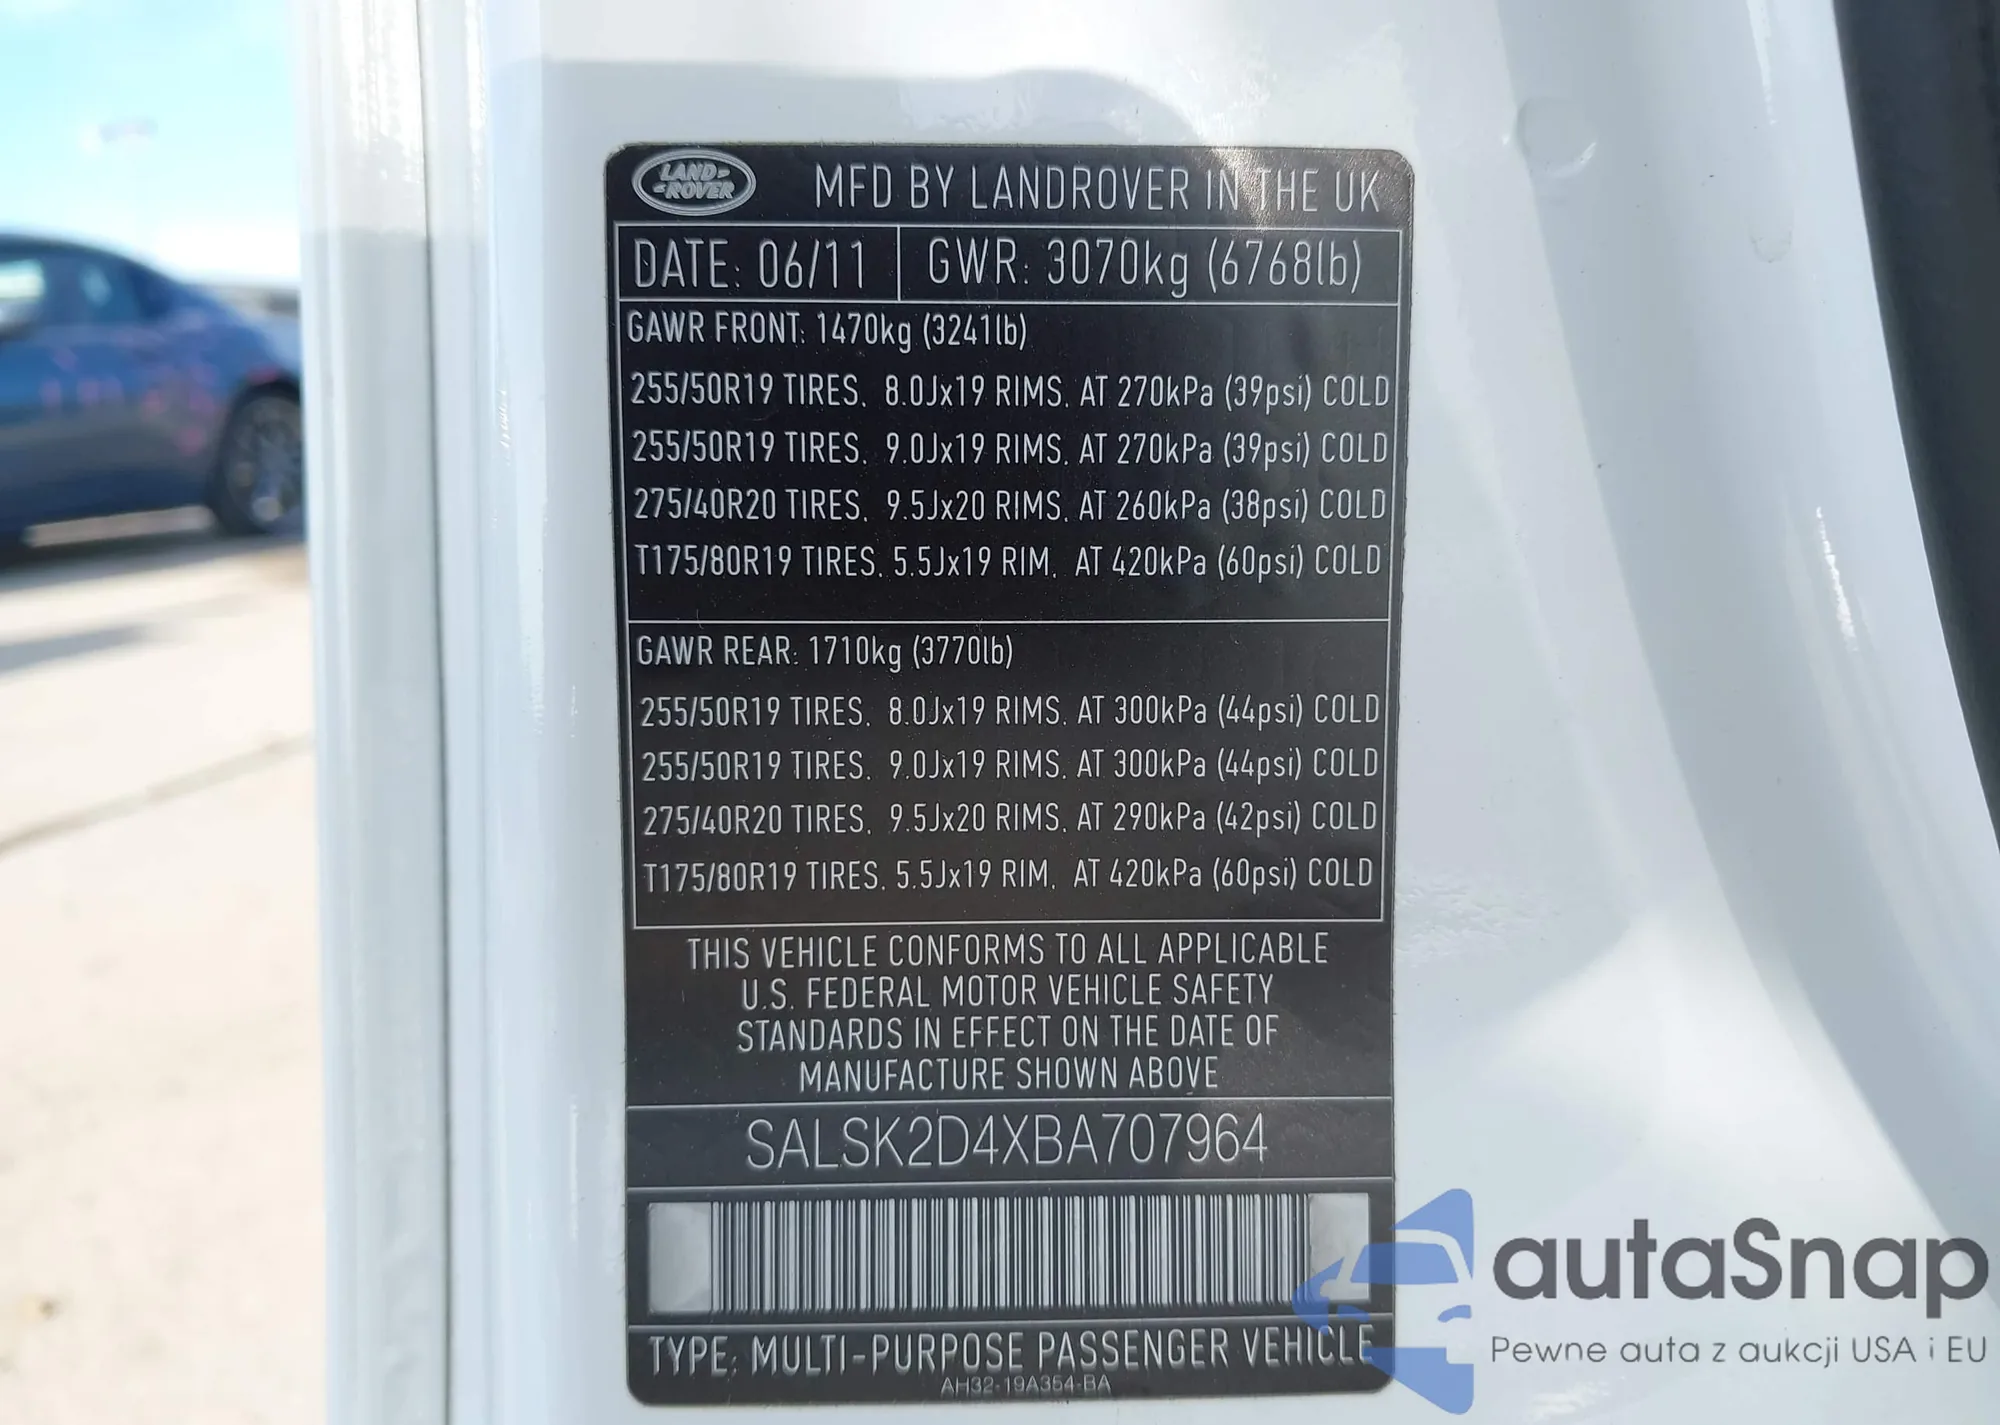 LAND-
-ROVER
MFD BY LANDROVER IN THE UK
DATE: 06/11
GWR: 3070kg (6768lb)
GAWR FRONT: 1470kg (3241lb)
255/50R19 TIRES. 8.0Jx19 RIMS. AT 270kPa (39psi) COLD
255/50R19 TIRES. 9.0Jx19 RIMS. AT 270kPa (39psi) COLD
275/40R20 TIRES. 9.5Jx20 RIMS. AT 260kPa (38psi) COLD
T175/80R19 TIRES. 5.5Jx19 RIM. AT 420kPa (60psi) COLD
GAWR REAR: 1710kg (3770lb)
255/50R19 TIRES. 8.0Jx19 RIMS. AT 300kPa (44psi) COLD
255/50R19 TIRES. 9.0Jx19 RIMS. AT 300kPa (44psi) COLD
275/40R20 TIRES. 9.5Jx20 RIMS. AT 290kPa (42psi) COLD
T175/80R19 TIRES. 5.5Jx19 RIM. AT 420kPa (60psi) COLD
THIS VEHICLE CONFORMS TO ALL APPLICABLE
U.S. FEDERAL MOTOR VEHICLE SAFETY
STANDARDS IN EFFECT ON THE DATE OF
MANUFACTURE SHOWN ABOVE
SALSK2D4XBA707964
TYPE: MULTI-PURPOSE PASSENGER VEHICLE
AH32-19A354-BA
autaSnap
Pewne auta z aukcji USA i EU